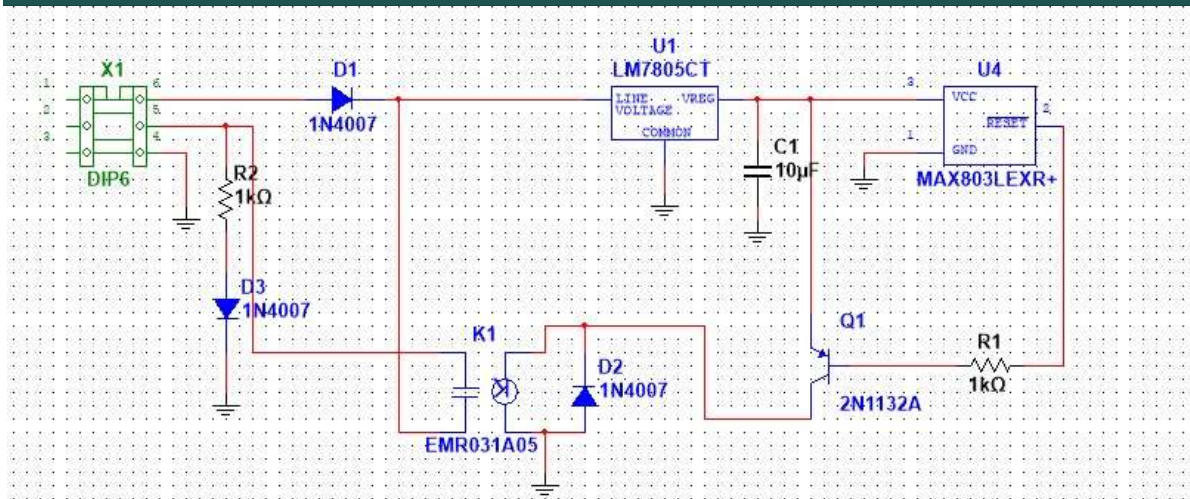 X1
1
2
3
6
5
4
DIP6
D1
1N4007
U1
LM7805CT
LINE VREG
VOLTAGE
COMMON
C1
10µF
U4
3
VCC
2
RESET
1
GND
MAX803LEXR+
R2
1kΩ
D3
1N4007
K1
K
EMR031A05
D2
1N4007
Q1
2N1132A
R1
1kΩ